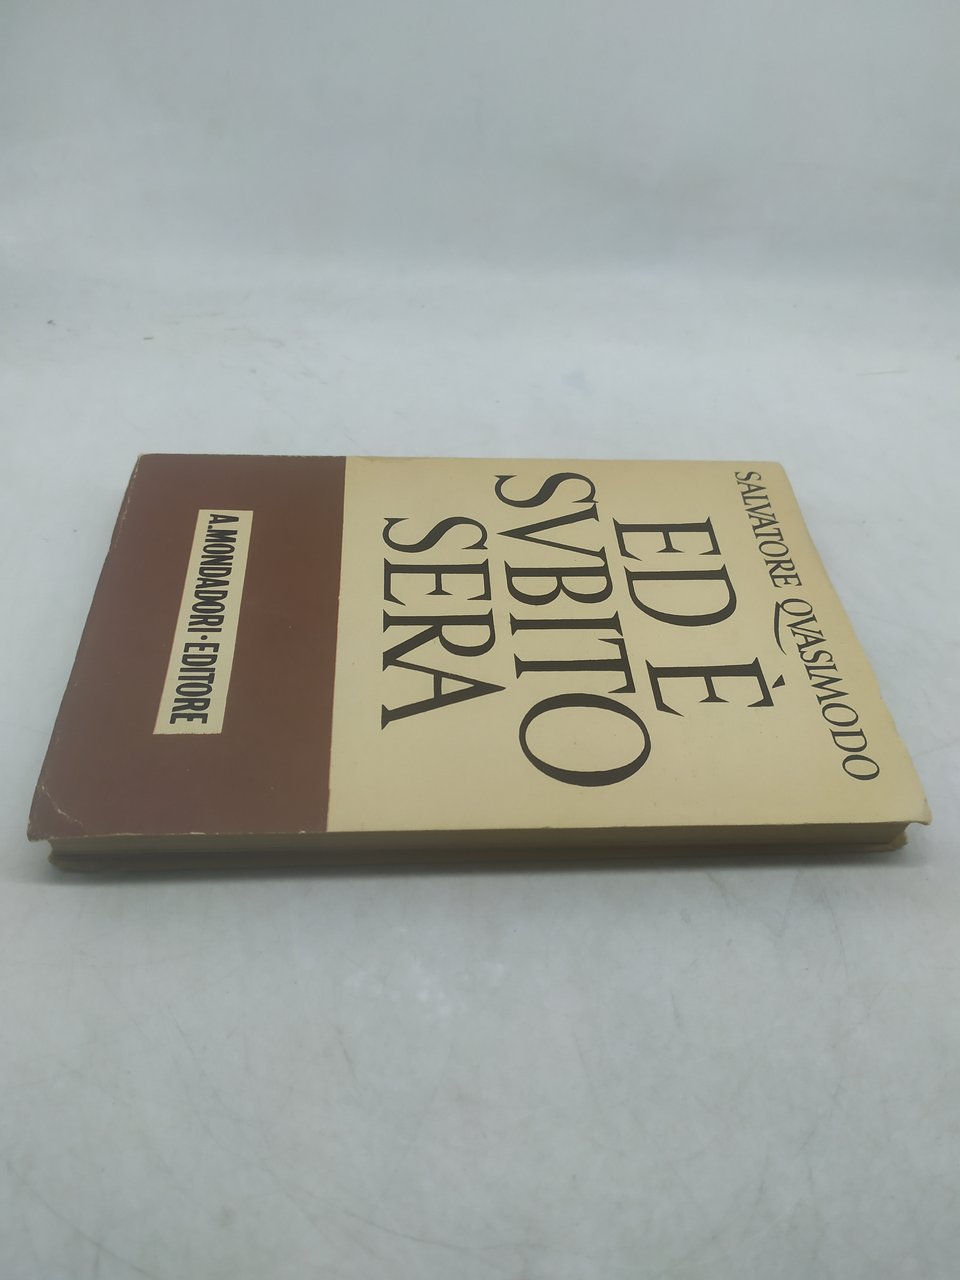 SALVATORE QVASIMODO
ED È
SVBITO
SERA
A. MONDADORI · EDITORE